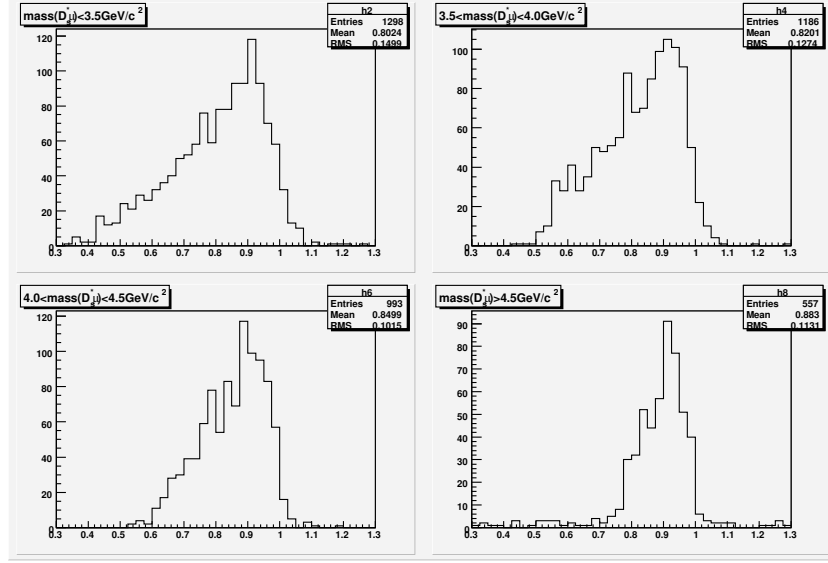 mass(D*sμ)<3.5GeV/c 2
h2
Entries 1298
Mean 0.8024
RMS 0.1499
120
100
80
60
40
20
0
0.3 0.4 0.5 0.6 0.7 0.8 0.9 1 1.1 1.2 1.3
3.5<mass(D*sμ)<4.0GeV/c 2
h4
Entries 1186
Mean 0.8201
RMS 0.1274
100
80
60
40
20
0
0.3 0.4 0.5 0.6 0.7 0.8 0.9 1 1.1 1.2 1.3
4.0<mass(D*sμ)<4.5GeV/c 2
h6
Entries 993
Mean 0.8499
RMS 0.1015
120
100
80
60
40
20
0
0.3 0.4 0.5 0.6 0.7 0.8 0.9 1 1.1 1.2 1.3
mass(D*sμ)>4.5GeV/c 2
h8
Entries 557
Mean 0.883
RMS 0.1131
90
80
70
60
50
40
30
20
10
0
0.3 0.4 0.5 0.6 0.7 0.8 0.9 1 1.1 1.2 1.3